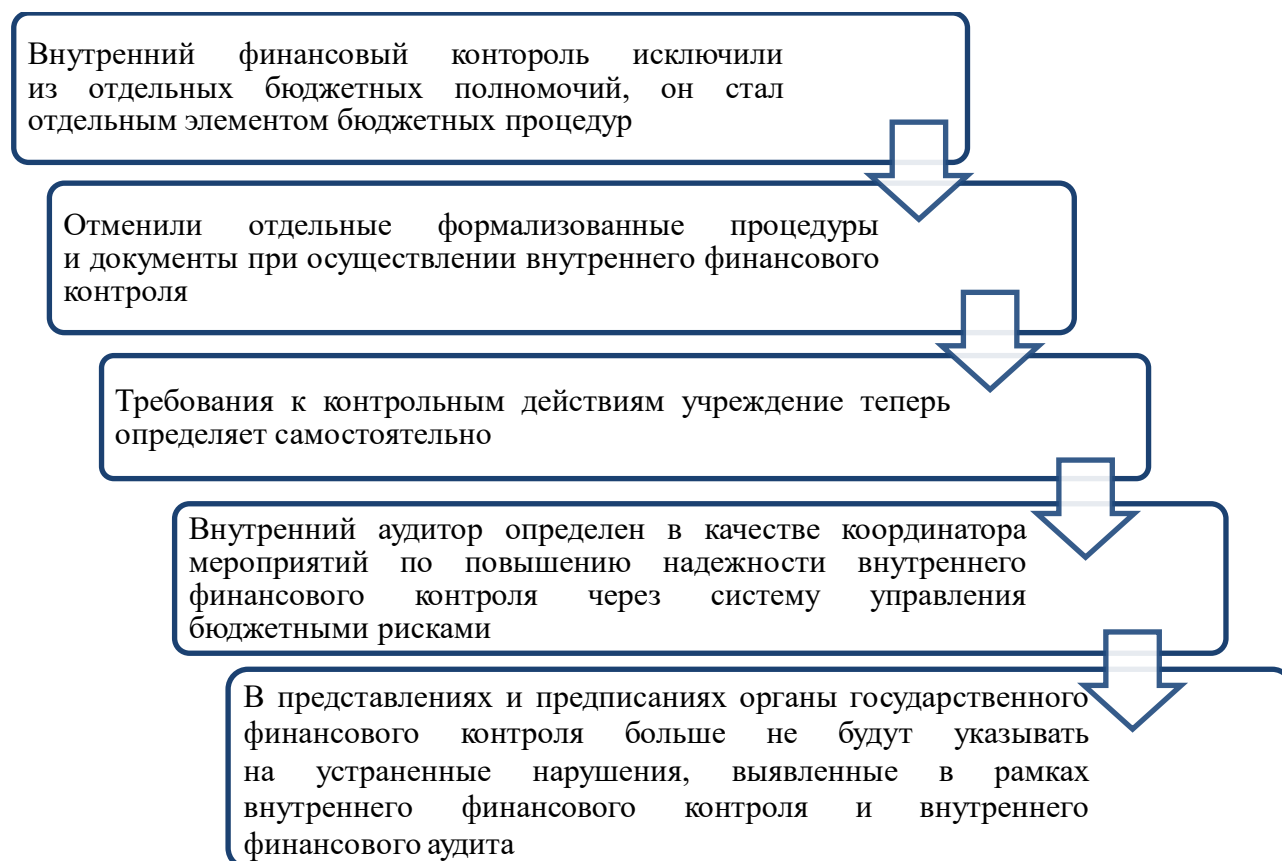 Внутренний финансовый контороль исключили
из отдельных бюджетных полномочий, он стал
отдельным элементом бюджетных процедур
Отменили отдельные формализованные процедуры
и документы при осуществлении внутреннего финансового
контроля
Требования к контрольным действиям учреждение теперь
определяет самостоятельно
Внутренний аудитор определен в качестве координатора
мероприятий по повышению надежности внутреннего
финансового контроля через систему управления
бюджетными рисками
В представлениях и предписаниях органы государственного
финансового контроля больше не будут указывать
на устраненные нарушения, выявленные в рамках
внутреннего финансового контроля и внутреннего
финансового аудита